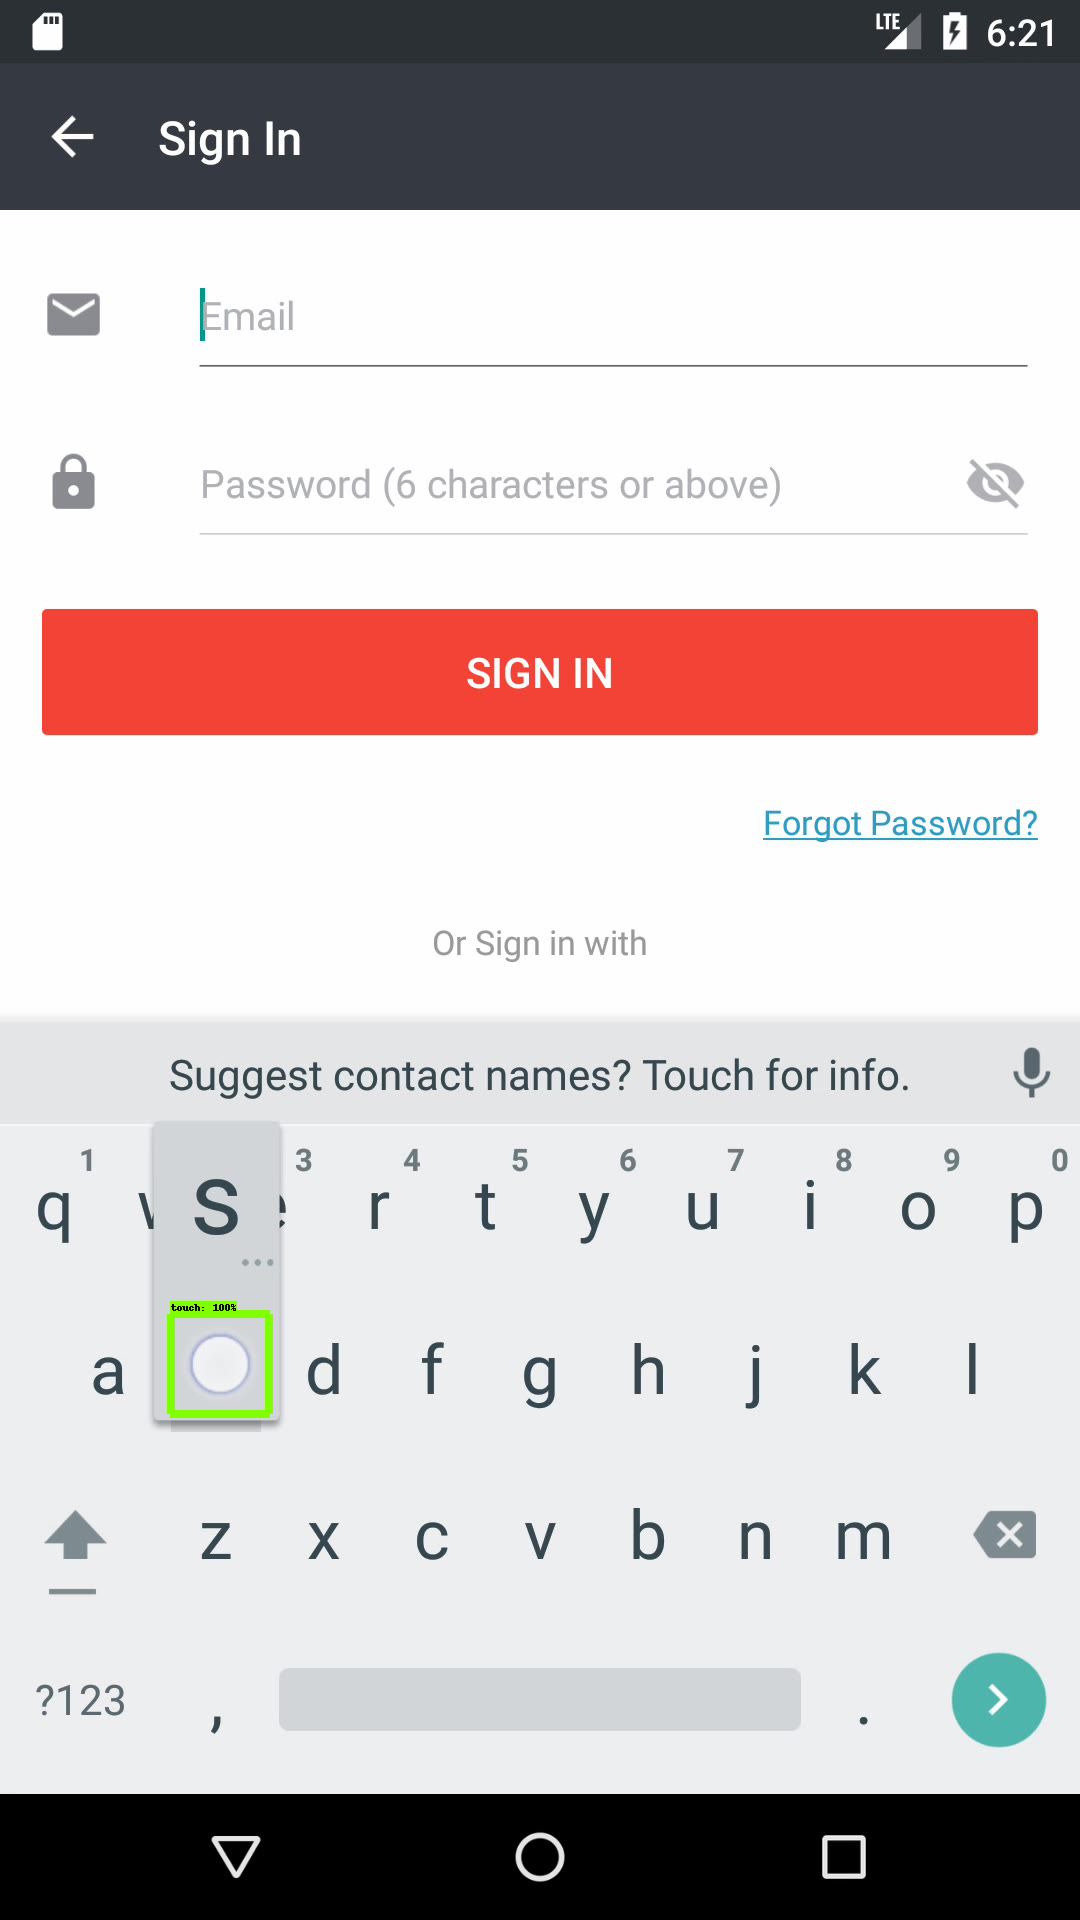 LTE 6:21
Sign In
Email
Password (6 characters or above)
SIGN IN
Forgot Password?
Or Sign in with
Suggest contact names? Touch for info.
1 3 4 5 6 7 8 9 0
q w s e r t y u i o p
touch: 100%
a d f g h j k l
z x c v b n m
?123 , .